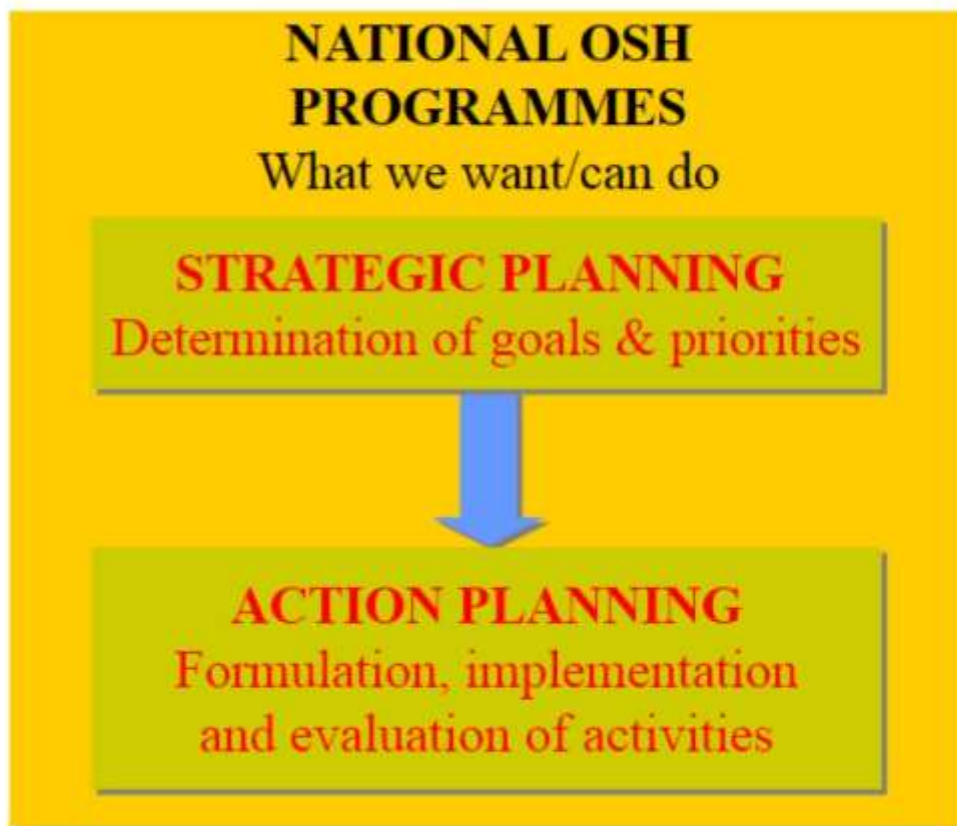 NATIONAL OSH
PROGRAMMES
What we want/can do
STRATEGIC PLANNING
Determination of goals & priorities
ACTION PLANNING
Formulation, implementation
and evaluation of activities